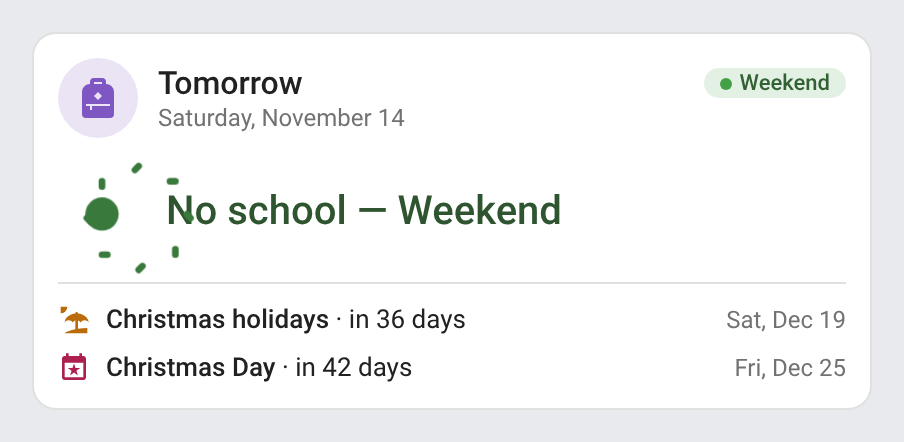 Tomorrow
Weekend
Saturday, November 14
No school — Weekend
Christmas holidays · in 36 days
Sat, Dec 19
Christmas Day · in 42 days
Fri, Dec 25